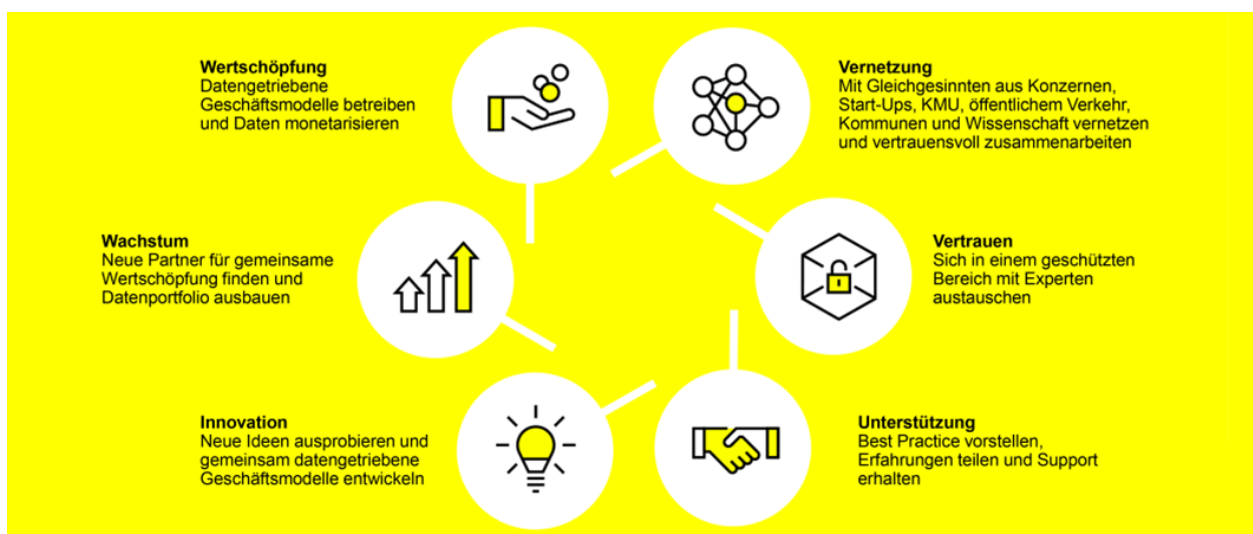 Wertschöpfung
Datengetriebene
Geschäftsmodelle betreiben
und Daten monetarisieren
Vernetzung
Mit Gleichgesinnten aus Konzernen,
Start-Ups, KMU, öffentlichem Verkehr,
Kommunen und Wissenschaft vernetzen
und vertrauensvoll zusammenarbeiten
Wachstum
Neue Partner für gemeinsame
Wertschöpfung finden und
Datenportfolio ausbauen
Vertrauen
Sich in einem geschützten
Bereich mit Experten
austauschen
Innovation
Neue Ideen ausprobieren und
gemeinsam datengetriebene
Geschäftsmodelle entwickeln
Unterstützung
Best Practice vorstellen,
Erfahrungen teilen und Support
erhalten